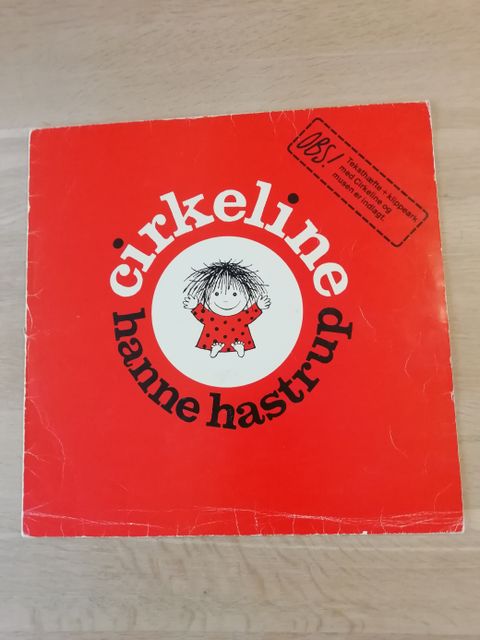 cirkeline
hanne hastrup
OBS!
Teksthæfte + klippeark
med Cirkeline og
musen er indlagt.